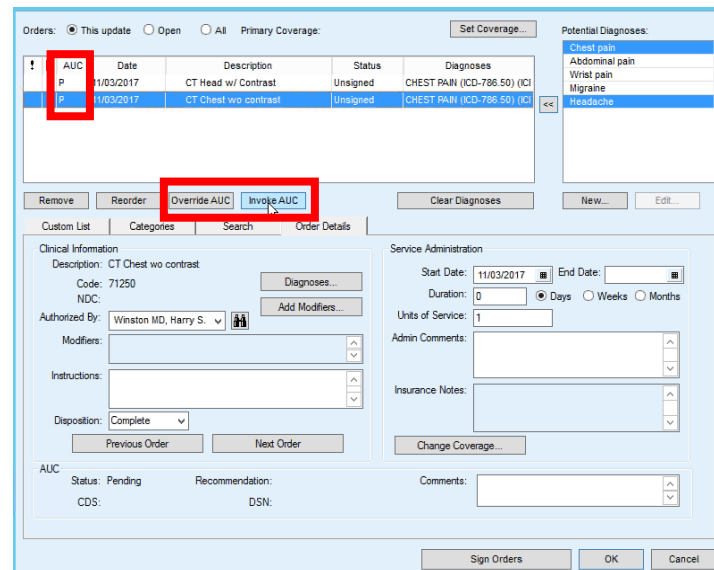 Orders: This update Open All Primary Coverage: Set Coverage... Potential Diagnoses:
! AUC Date Description Status Diagnoses
P 11/03/2017 CT Head w/ Contrast Unsigned CHEST PAIN (ICD-786.50) (ICI
P 11/03/2017 CT Chest wo contrast Unsigned CHEST PAIN (ICD-786.50) (ICI
<<
Chest pain
Abdominal pain
Wrist pain
Migraine
Headache
Remove Reorder Override AUC Invoke AUC Clear Diagnoses New... Edit...
Custom List Categories Search Order Details
Clinical Information
Description: CT Chest wo contrast
Code: 71250 Diagnoses...
NDC: Add Modifiers...
Authorized By: Winston MD, Harry S.
Modifiers:
Instructions:
Disposition: Complete
Previous Order Next Order
Service Administration
Start Date: 11/03/2017 End Date:
Duration: 0 Days Weeks Months
Units of Service: 1
Admin Comments:
Insurance Notes:
Change Coverage...
AUC
Status: Pending Recommendation: Comments:
CDS: DSN:
Sign Orders OK Cancel